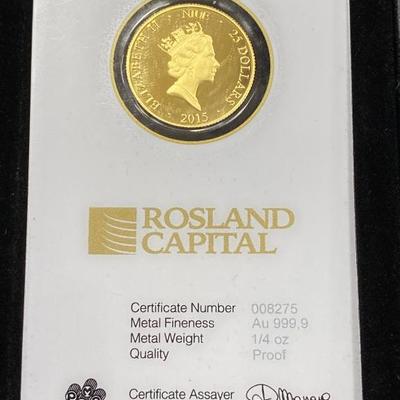 ELIZABETH II NIUE 25 DOLLARS
2015
ROSLAND
CAPITAL
Certificate Number 008275
Metal Fineness Au 999,9
Metal Weight 1/4 oz
Quality Proof
Certificate Assayer